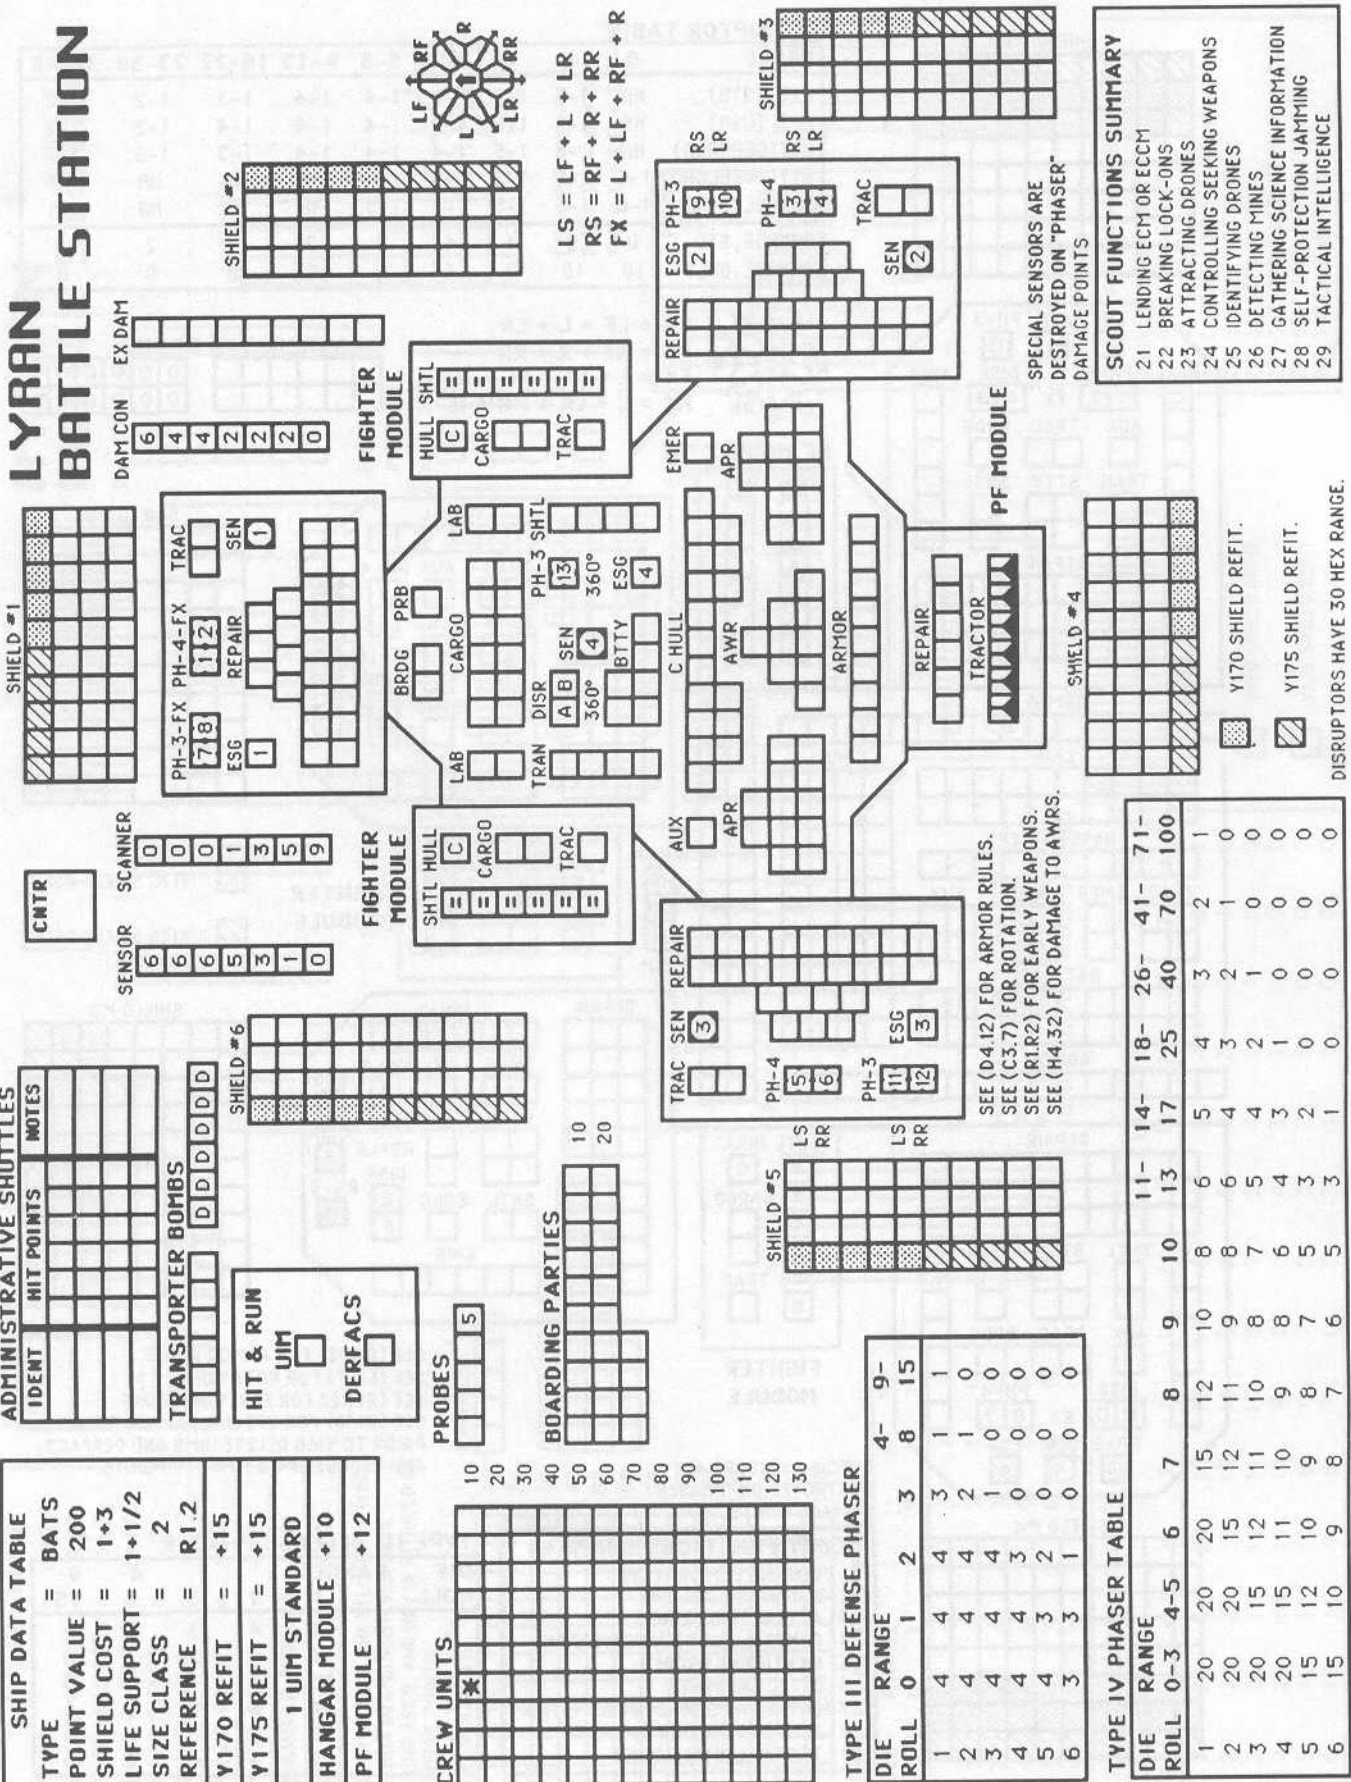 LYRAN
BATTLE STATION
SHIP DATA TABLE
TYPE = BATS
POINT VALUE = 200
SHIELD COST = 1+3
LIFE SUPPORT = 1+1/2
SIZE CLASS = 2
REFERENCE = R1.2
Y170 REFIT = +15
Y175 REFIT = +15
1 UIM STANDARD
HANGAR MODULE +10
PF MODULE +12
ADMINISTRATIVE SHUTTLES
IDENT HIT POINTS NOTES
TRANSPORTER BOMBS
D D D D D D
HIT & RUN
UIM
DERFACS
PROBES
5
CREW UNITS
10
20
30
40
50
60
70
80
90
100
110
120
130
BOARDING PARTIES
10
20
CNTR
SENSOR
6
6
6
5
3
1
0
SCANNER
0
0
0
1
3
5
9
DAM CON
6
4
4
2
2
2
0
EX DAM
SHIELD #1
SHIELD #2
SHIELD #3
SHIELD #4
SHIELD #5
SHIELD #6
PH-3-FX PH-4-FX TRAC
7 8 1 2
ESG REPAIR SEN
1 1
FIGHTER
MODULE
SHTL HULL
C
CARGO
TRAC
FIGHTER
MODULE
HULL SHTL
C
CARGO
TRAC
BRDG PRB
LAB CARGO LAB
TRAN DISR SEN PH-3 SHTL
A B 4 13
360° 360°
BTTY ESG
4
AUX C HULL EMER
APR AWR APR
ARMOR
TRAC SEN REPAIR
3
PH-4
LS 5
RR 6
PH-3 ESG
LS 11 3
RR 12
REPAIR ESG PH-3
2 9 RS
10 LR
PH-4
3 RS
4 LR
TRAC
SEN
2
REPAIR
TRACTOR
PF MODULE
LF RF
L R
LR RR
LS = LF + L + LR
RS = RF + R + RR
FX = L + LF + RF + R
SPECIAL SENSORS ARE
DESTROYED ON "PHASER"
DAMAGE POINTS
SEE (D4.12) FOR ARMOR RULES.
SEE (C3.7) FOR ROTATION.
SEE (R1.R2) FOR EARLY WEAPONS.
SEE (H4.32) FOR DAMAGE TO AWRS.
Y170 SHIELD REFIT.
Y175 SHIELD REFIT.
DISRUPTORS HAVE 30 HEX RANGE.
SCOUT FUNCTIONS SUMMARY
21 LENDING ECM OR ECCM
22 BREAKING LOCK-ONS
23 ATTRACTING DRONES
24 CONTROLLING SEEKING WEAPONS
25 IDENTIFYING DRONES
26 DETECTING MINES
27 GATHERING SCIENCE INFORMATION
28 SELF-PROTECTION JAMMING
29 TACTICAL INTELLIGENCE
TYPE III DEFENSE PHASER
DIE RANGE 4- 9-
ROLL 0 1 2 3 8 15
1 4 4 4 3 1 1
2 4 4 4 2 1 0
3 4 4 4 1 0 0
4 4 4 3 0 0 0
5 4 3 2 0 0 0
6 3 3 1 0 0 0
TYPE IV PHASER TABLE
DIE RANGE 11- 14- 18- 26- 41- 71-
ROLL 0-3 4-5 6 7 8 9 10 13 17 25 40 70 100
1 20 20 20 15 12 10 8 6 5 4 3 2 1
2 20 20 15 12 11 9 8 6 4 3 2 1 0
3 20 15 12 11 10 8 7 5 4 2 1 0 0
4 20 15 11 10 9 8 6 4 3 1 0 0 0
5 15 12 10 9 8 7 5 3 2 0 0 0 0
6 15 10 9 8 7 6 5 3 1 0 0 0 0